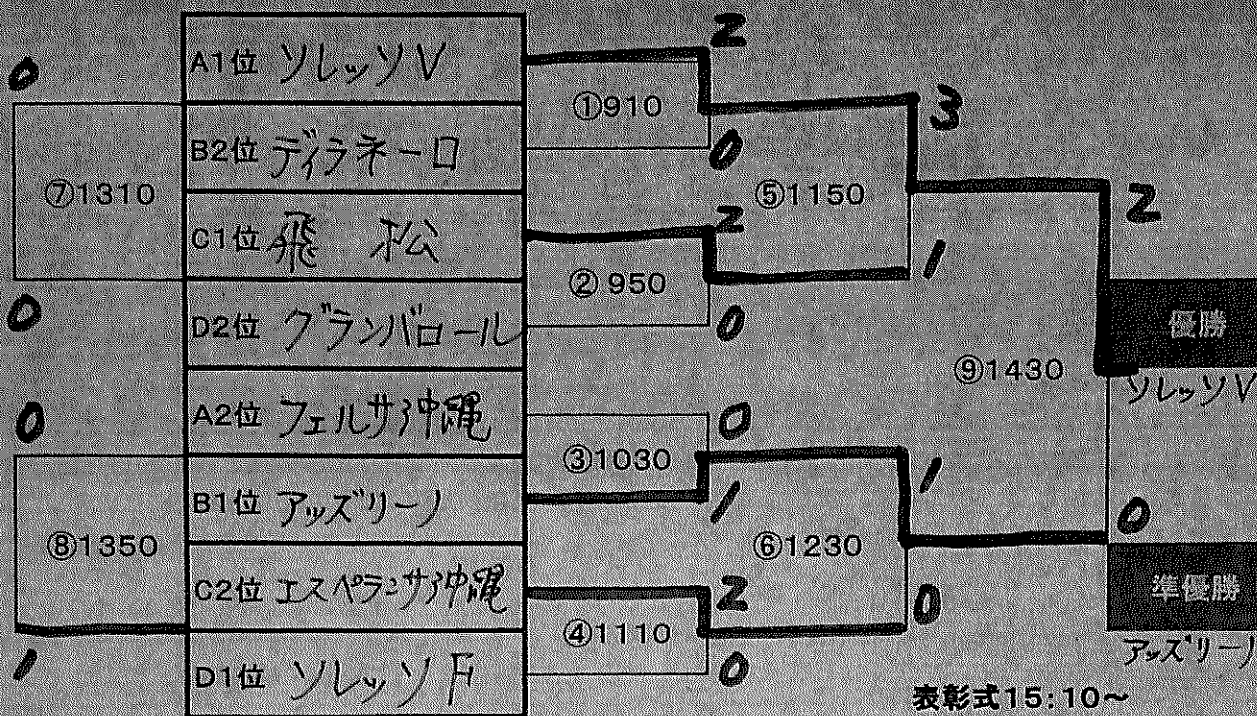 0
A1位 ソレッソV
B2位 ディラネーロ
⑦1310
C1位 飛 松
0
D2位 グランバロール
0
A2位 フェルサ沖縄
B1位 アッズリーノ
⑧1350
C2位 エスペランサ沖縄
1
D1位 ソレッソF
2
①910
0
2
②950
0
0
③1030
1
2
④1110
0
3
⑤1150
1
1
⑥1230
0
2
⑨1430
0
優勝
ソレッソV
準優勝
アッズリーノ
表彰式15:10~